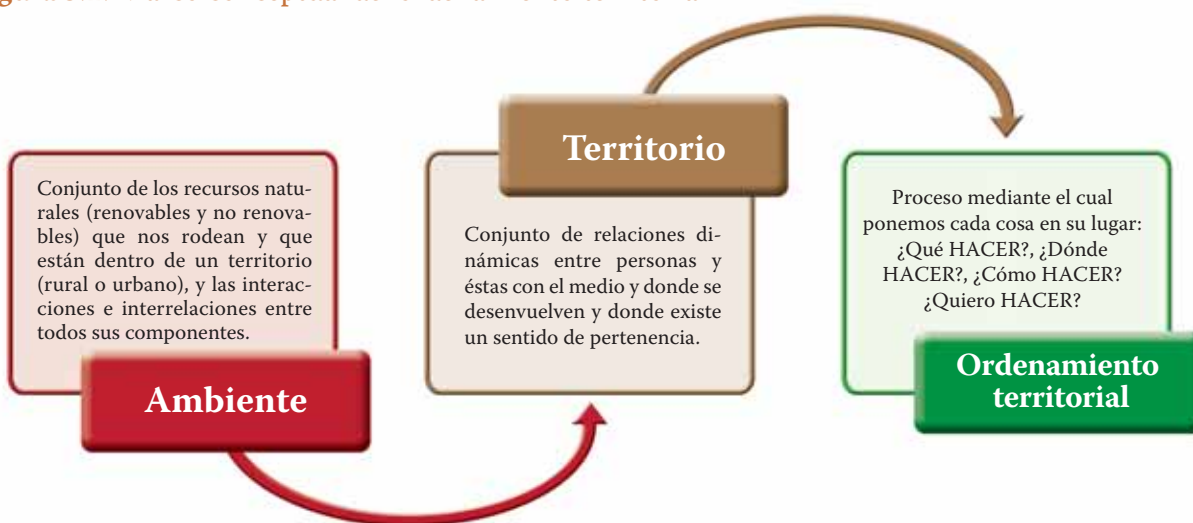 Ambiente
Conjunto de los recursos natu-
rales (renovables y no renova-
bles) que nos rodean y que
están dentro de un territorio
(rural o urbano), y las interac-
ciones e interrelaciones entre
todos sus componentes.
Territorio
Conjunto de relaciones di-
námicas entre personas y
éstas con el medio y donde se
desenvuelven y donde existe
un sentido de pertenencia.
Proceso mediante el cual
ponemos cada cosa en su lugar:
¿Qué HACER?, ¿Dónde
HACER?, ¿Cómo HACER?
¿Quiero HACER?
Ordenamiento
territorial